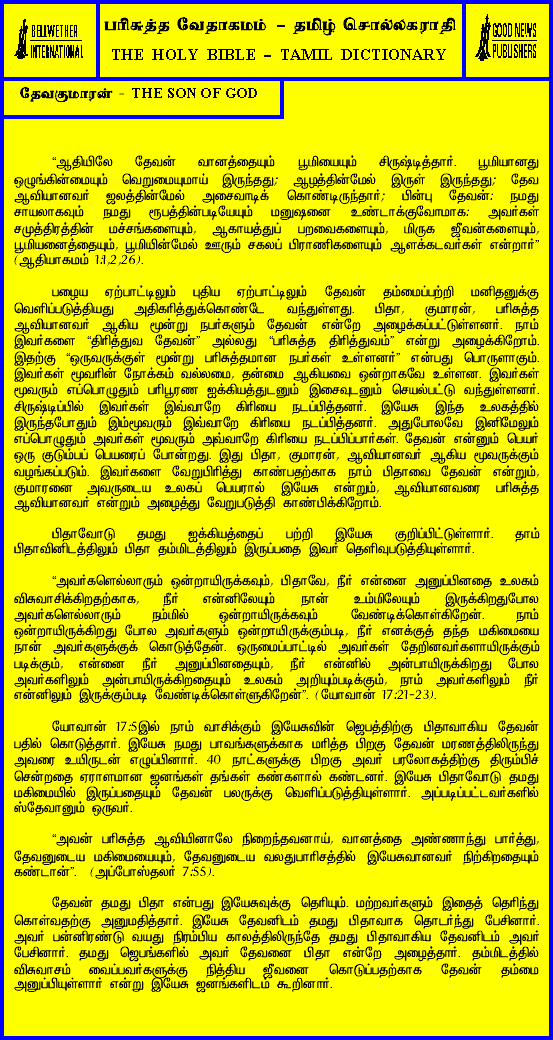 BELLWETHER
INTERNATIONAL
பரிசுத்த வேதாகமம் – தமிழ் சொல்லகராதி
THE HOLY BIBLE – TAMIL DICTIONARY
GOOD NEWS
PUBLISHERS
தேவகுமாரன் - THE SON OF GOD
“ஆதியிலே தேவன் வானத்தையும் பூமியையும் சிருஷ்டித்தார். பூமியானது
ஒழுங்கின்மையும் வெறுமையுமாய் இருந்தது; ஆழத்தின்மேல் இருள் இருந்தது; தேவ
ஆவியானவர் ஜலத்தின்மேல் அசைவாடிக் கொண்டிருந்தார்; பின்பு தேவன்: நமது
சாயலாகவும் நமது ரூபத்தின்படியேயும் மனுஷனை உண்டாக்குவோமாக: அவர்கள்
சமுத்திரத்தின் மச்சங்களையும், ஆகாயத்துப் பறவைகளையும், மிருக ஜீவன்களையும்,
பூமியனைத்தையும், பூமியின்மேல் ஊரும் சகலப் பிராணிகளையும் ஆளக்கடவர்கள் என்றார்”
(ஆதியாகமம் 1:1,2,26).
பழைய ஏற்பாட்டிலும் புதிய ஏற்பாட்டிலும் தேவன் தம்மைப்பற்றி மனிதனுக்கு
வெளிப்படுத்தியது அதிகரித்துக்கொண்டே வந்துள்ளது. பிதா, குமாரன், பரிசுத்த
ஆவியானவர் ஆகிய மூன்று நபர்களும் தேவன் என்றே அழைக்கப்பட்டுள்ளனர். நாம்
இவர்களை “திரித்துவ தேவன்” அல்லது “பரிசுத்த திரித்துவம்” என்று அழைக்கிறோம்.
இதற்கு “ஒருவருக்குள் மூன்று பரிசுத்தமான நபர்கள் உள்ளனர்” என்பது பொருளாகும்.
இவர்கள் மூவரின் நோக்கம் வல்லமை, தன்மை ஆகியவை ஒன்றாகவே உள்ளன. இவர்கள்
மூவரும் எப்பொழுதும் பரிபூரண ஐக்கியத்துடனும் இசைவுடனும் செயல்பட்டு வந்துள்ளனர்.
சிருஷ்டிப்பில் இவர்கள் இவ்வாறே கிரியை நடப்பித்தனர். இயேசு இந்த உலகத்தில்
இருந்தபோதும் இம்மூவரும் இவ்வாறே கிரியை நடப்பித்தனர். அதுபோலவே இனிமேலும்
எப்பொழுதும் அவர்கள் மூவரும் அவ்வாறே கிரியை நடப்பிப்பார்கள். தேவன் என்னும் பெயர்
ஒரு குடும்பப் பெயரைப் போன்றது. இது பிதா, குமாரன், ஆவியானவர் ஆகிய மூவருக்கும்
வழங்கப்படும். இவர்களை வேறுபிரித்து காண்பதற்காக நாம் பிதாவை தேவன் என்றும்,
குமாரனை அவருடைய உலகப் பெயரால் இயேசு என்றும், ஆவியானவரை பரிசுத்த
ஆவியானவர் என்றும் அழைத்து வேறுபடுத்தி காண்பிக்கிறோம்.
பிதாவோடு தமது ஐக்கியத்தைப் பற்றி இயேசு குறிப்பிட்டுள்ளார். தாம்
பிதாவினிடத்திலும் பிதா தம்மிடத்திலும் இருப்பதை இவர் தெளிவுபடுத்தியுள்ளார்.
“அவர்களெல்லாரும் ஒன்றாயிருக்கவும், பிதாவே, நீர் என்னை அனுப்பினதை உலகம்
விசுவாசிக்கிறதற்காக, நீர் என்னிலேயும் நான் உம்மிலேயும் இருக்கிறதுபோல
அவர்களெல்லாரும் நம்மில் ஒன்றாயிருக்கவும் வேண்டிக்கொள்கிறேன். நாம்
ஒன்றாயிருக்கிறது போல அவர்களும் ஒன்றாயிருக்கும்படி, நீர் எனக்குத் தந்த மகிமையை
நான் அவர்களுக்குக் கொடுத்தேன். ஒருமைப்பாட்டில் அவர்கள் தேறினவர்களாயிருக்கும்
படிக்கும், என்னை நீர் அனுப்பினதையும், நீர் என்னில் அன்பாயிருக்கிறது போல
அவர்களிலும் அன்பாயிருக்கிறதையும் உலகம் அறியும்படிக்கும், நாம் அவர்களிலும் நீர்
என்னிலும் இருக்கும்படி வேண்டிக்கொள்ளுகிறேன்”. (யோவான் 17:21-23).
யோவான் 17:5இல் நாம் வாசிக்கும் இயேசுவின் ஜெபத்திற்கு பிதாவாகிய தேவன்
பதில் கொடுத்தார். இயேசு நமது பாவங்களுக்காக மரித்த பிறகு தேவன் மரணத்திலிருந்து
அவரை உயிருடன் எழுப்பினார். 40 நாட்களுக்கு பிறகு அவர் பரலோகத்திற்கு திரும்பிச்
சென்றதை ஏராளமான ஜனங்கள் தங்கள் கண்களால் கண்டனர். இயேசு பிதாவோடு தமது
மகிமையில் இருப்பதையும் தேவன் பலருக்கு வெளிப்படுத்தியுள்ளார். அப்படிப்பட்டவர்களில்
ஸ்தேவானும் ஒருவர்.
“அவன் பரிசுத்த ஆவியினாலே நிறைந்தவனாய், வானத்தை அண்ணாந்து பார்த்து,
தேவனுடைய மகிமையையும், தேவனுடைய வலதுபாரிசத்தில் இயேசுவானவர் நிற்கிறதையும்
கண்டான்”. (அப்போஸ்தலர் 7:55).
தேவன் தமது பிதா என்பது இயேசுவுக்கு தெரியும். மற்றவர்களும் இதைத் தெரிந்து
கொள்வதற்கு அனுமதித்தார். இயேசு தேவனிடம் தமது பிதாவாக தொடர்ந்து பேசினார்.
அவர் பன்னிரண்டு வயது நிரம்பிய காலத்திலிருந்தே தமது பிதாவாகிய தேவனிடம் அவர்
பேசினார். தமது ஜெபங்களில் அவர் தேவனை பிதா என்றே அழைத்தார். தம்மிடத்தில்
விசுவாசம் வைப்பவர்களுக்கு நித்திய ஜீவனை கொடுப்பதற்காக தேவன் தம்மை
அனுப்பியுள்ளார் என்று இயேசு ஜனங்களிடம் கூறினார்.